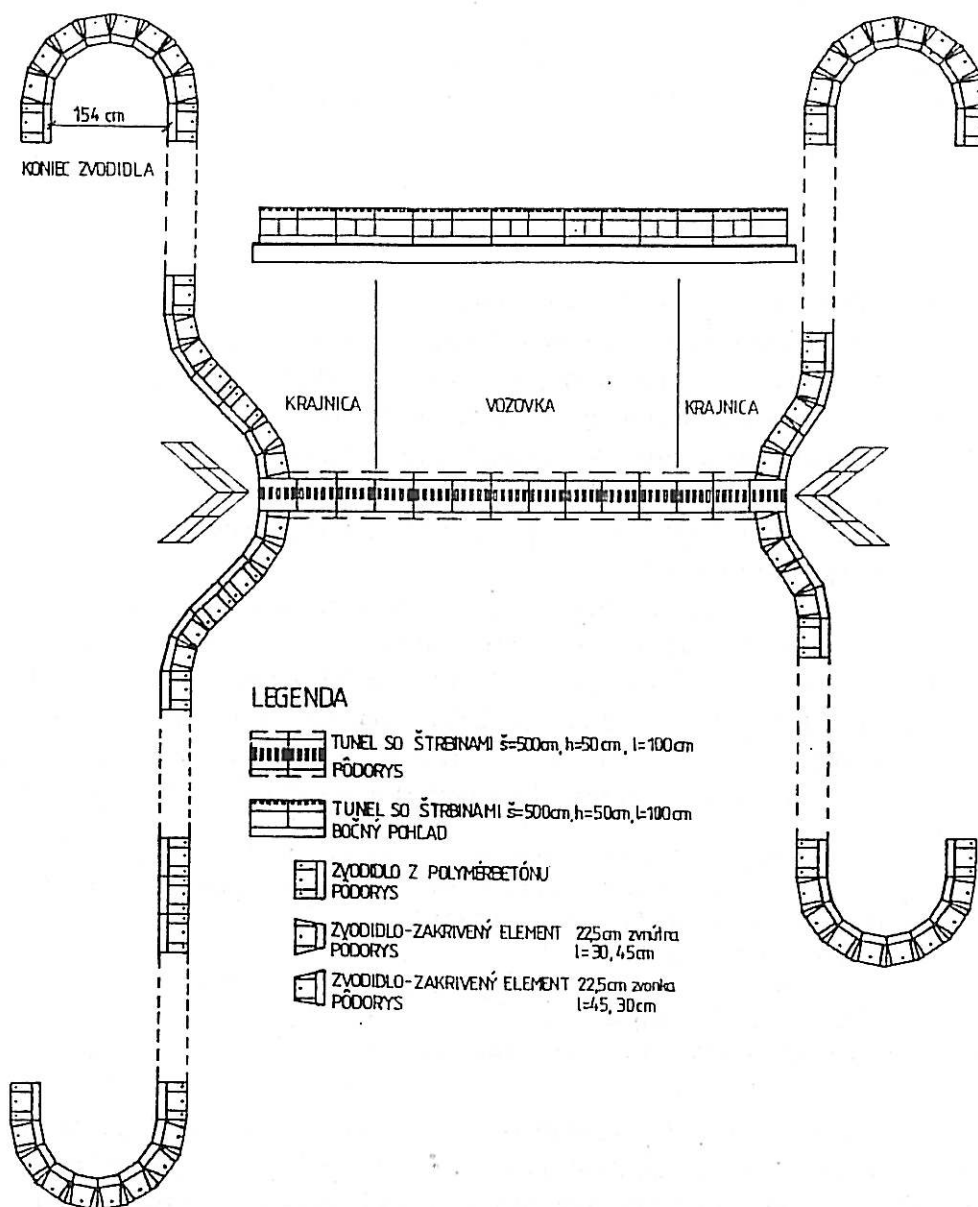 154 cm
KONIEC ZVODIDLA
KRAJNICA
VOZOVKA
KRAJNICA
LEGENDA
TUNEL SO ŠTRBINAMI š=500cm, h=50cm, l=100cm
PÔDORYS
TUNEL SO ŠTRBINAMI š=500cm, h=50cm, l=100cm
BOČNÝ POHĽAD
ZVODIDLO Z POLYMÉRBETÓNU
PÔDORYS
ZVODIDLO-ZAKRIVENÝ ELEMENT 22,5cm zvnútra
PÔDORYS l=30, 45cm
ZVODIDLO-ZAKRIVENÝ ELEMENT 22,5cm zvonka
PÔDORYS l=45, 30cm